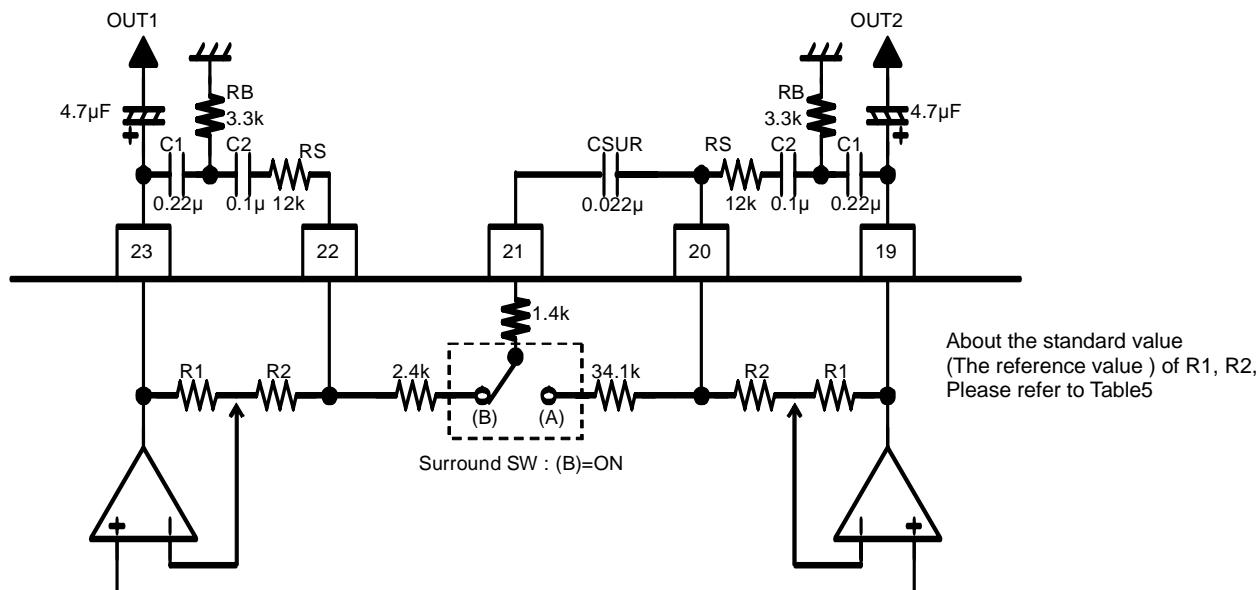 OUT1
OUT2
RB
RB
4.7µF
3.3k
3.3k
4.7µF
C1
C2
RS
CSUR
RS
C2
C1
0.22µ
0.1µ
12k
0.022µ
12k
0.1µ
0.22µ
23
22
21
20
19
1.4k
R1
R2
2.4k
34.1k
R2
R1
(B)
(A)
Surround SW : (B)=ON
About the standard value
(The reference value ) of R1, R2,
Please refer to Table5